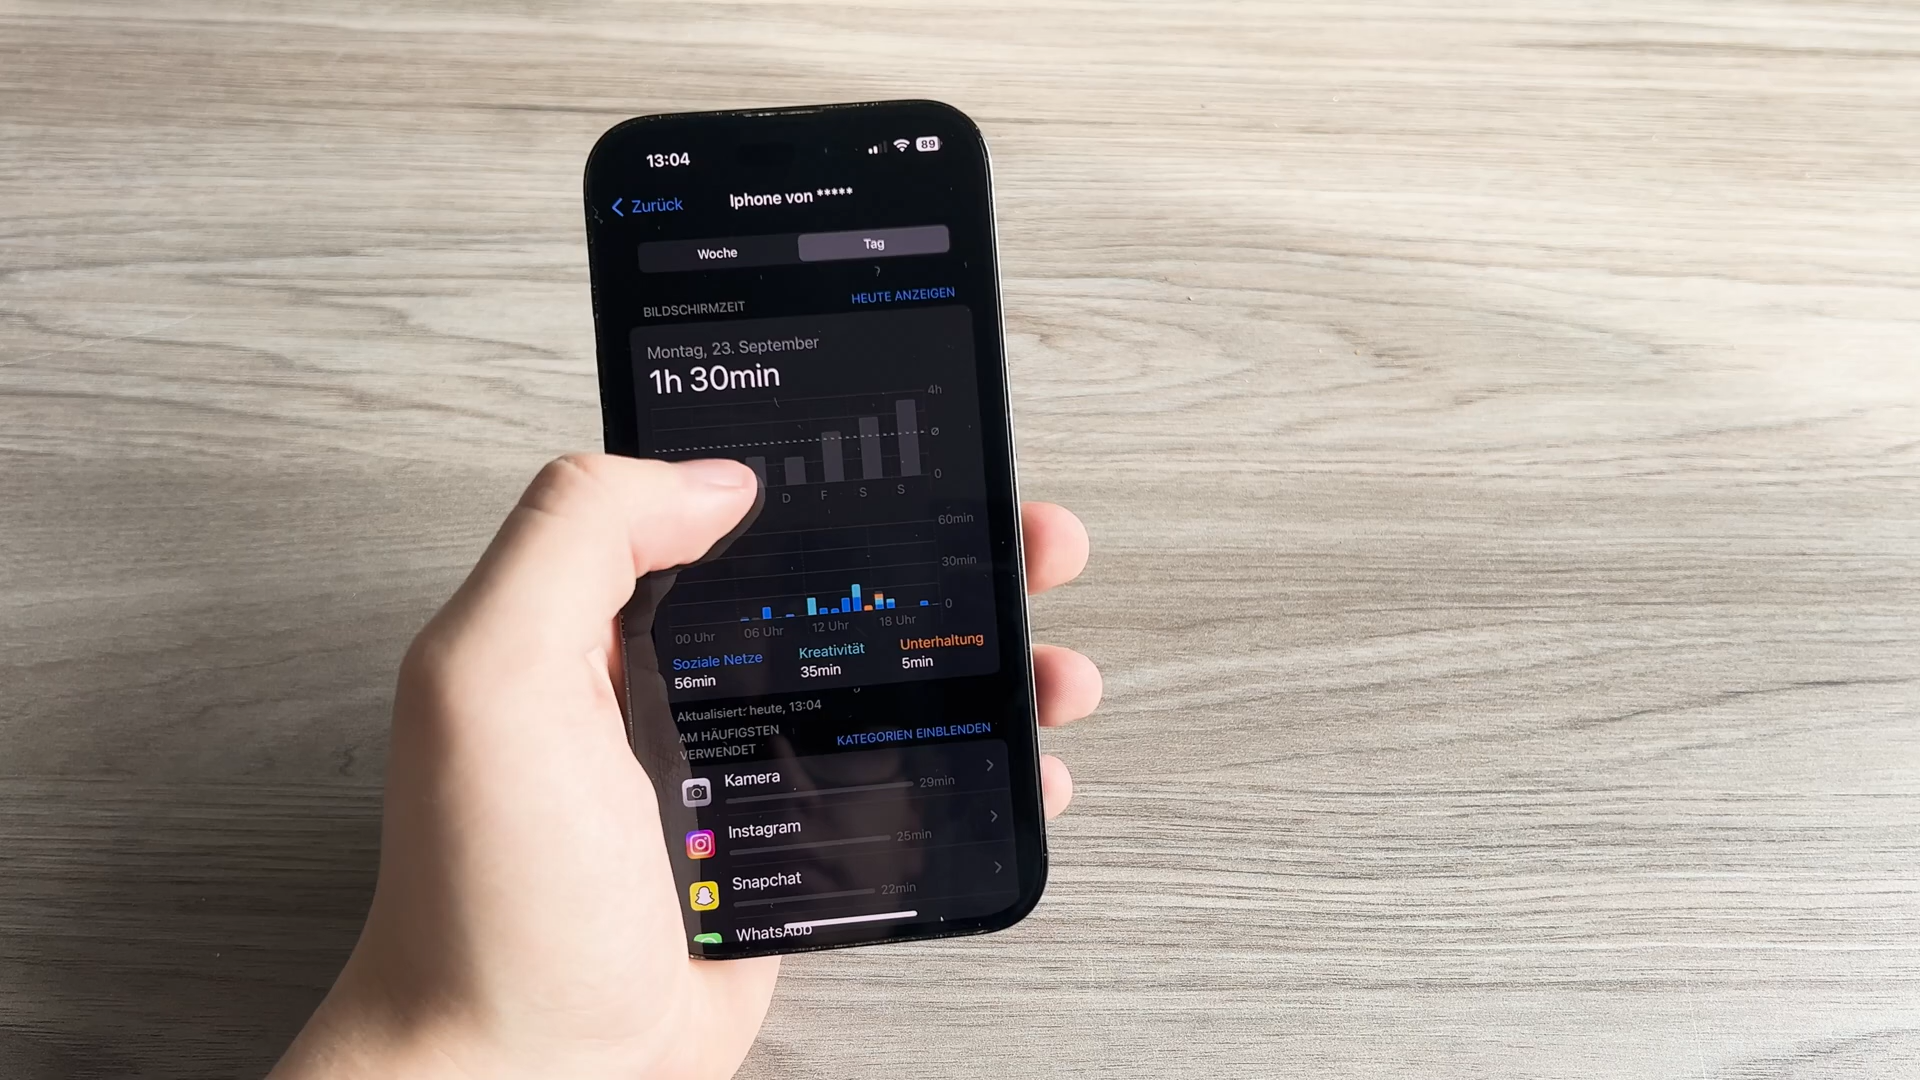 13:04
89
Zurück
Iphone von *****
Woche
Tag
BILDSCHIRMZEIT
HEUTE ANZEIGEN
Montag, 23. September
1h 30min
4h
Ø
0
D F S S
60min
30min
0
00 Uhr 06 Uhr 12 Uhr 18 Uhr
Soziale Netze Kreativität Unterhaltung
56min 35min 5min
Aktualisiert: heute, 13:04
AM HÄUFIGSTEN
VERWENDET
KATEGORIEN EINBLENDEN
Kamera
29min
Instagram
25min
Snapchat
22min
WhatsApp